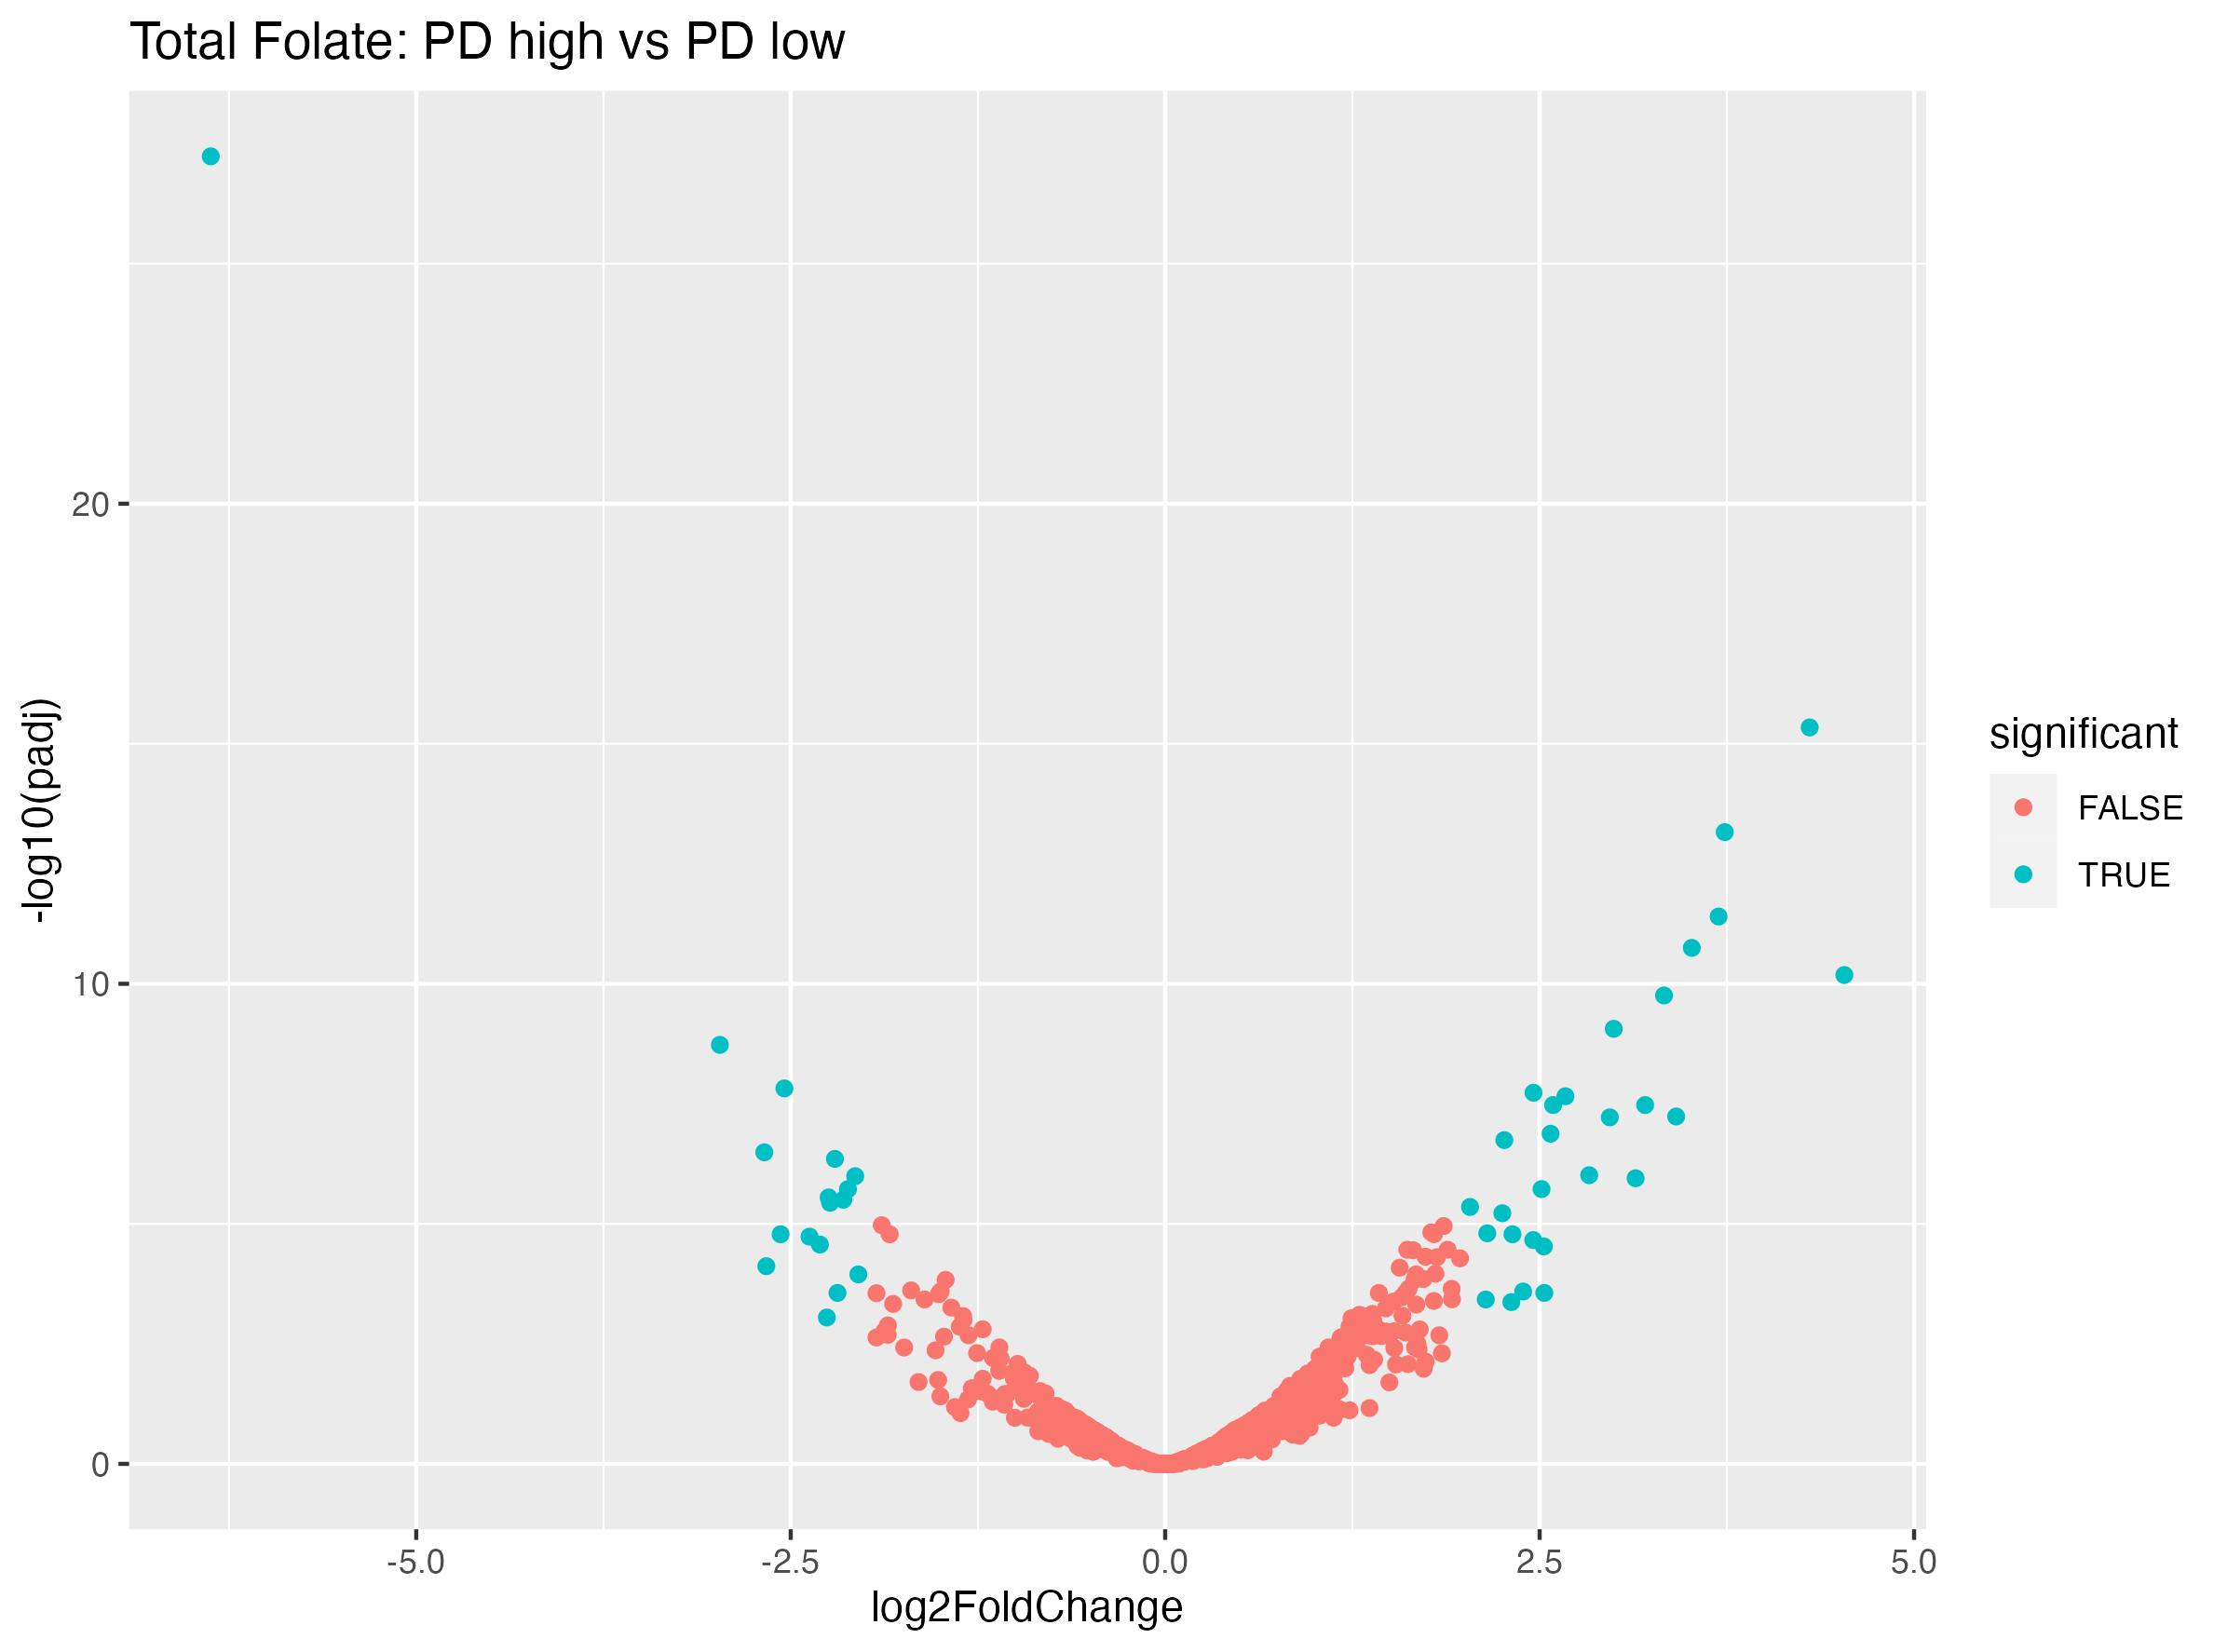 Total Folate: PD high vs PD low
-log10(padj)
20
10
0
-5.0
-2.5
0.0
2.5
5.0
log2FoldChange
significant
FALSE
TRUE